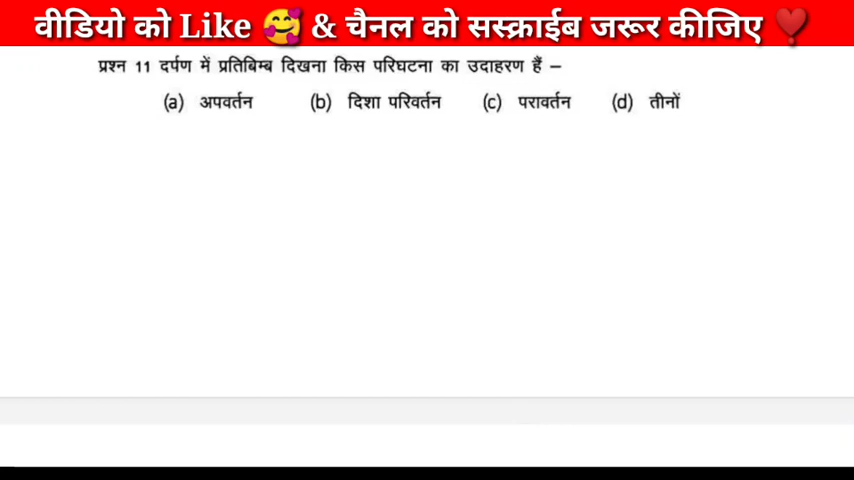 वीडियो को Like 🥰 & चैनल को सस्क्राईब जरूर कीजिए ❣️
प्रश्न 11 दर्पण में प्रतिबिम्ब दिखना किस परिघटना का उदाहरण हैं –
(a) अपवर्तन (b) दिशा परिवर्तन (c) परावर्तन (d) तीनों